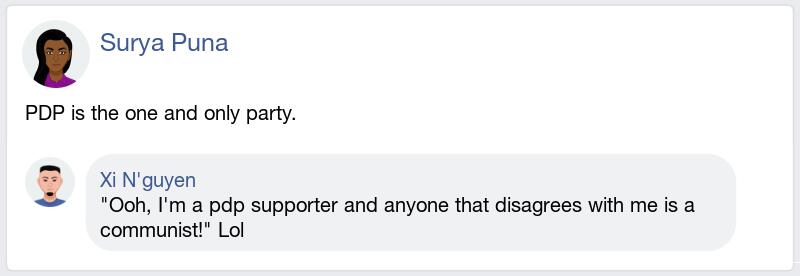 Surya Puna
PDP is the one and only party.
Xi N'guyen
"Ooh, I'm a pdp supporter and anyone that disagrees with me is a
communist!" Lol